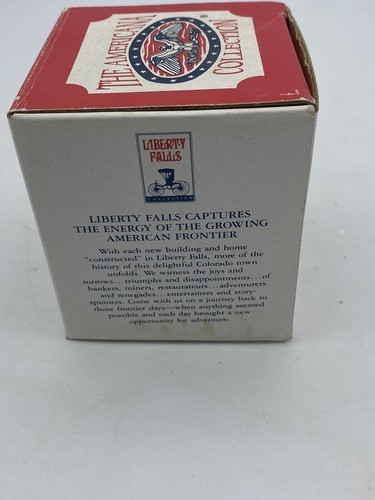 THE AMERICANA
COLLECTION
®
LIBERTY
FALLS
COLLECTION
LIBERTY FALLS CAPTURES
THE ENERGY OF THE GROWING
AMERICAN FRONTIER
With each new building and home
"constructed" in Liberty Falls, more of the
history of this delightful Colorado town
unfolds. We witness the joys and
sorrows...triumphs and disappointments...of
bankers, miners, restaurateurs...adventurers
and renegades...entertainers and story-
spinners. Come with us on a journey back to
those frontier days—when anything seemed
possible and each day brought a new
opportunity for adventure.